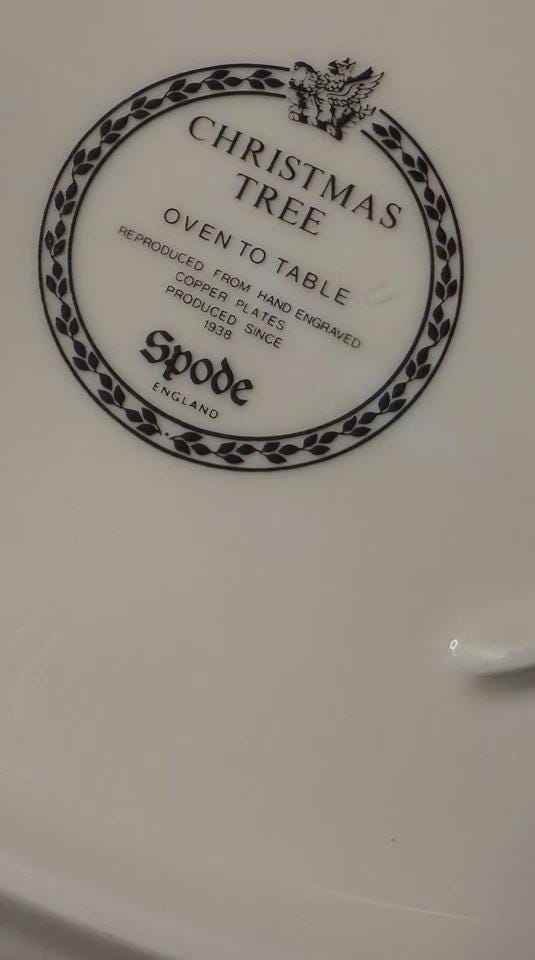 CHRISTMAS
TREE
OVEN TO TABLE
REPRODUCED FROM HAND ENGRAVED
COPPER PLATES
PRODUCED SINCE
1938
Spode
ENGLAND